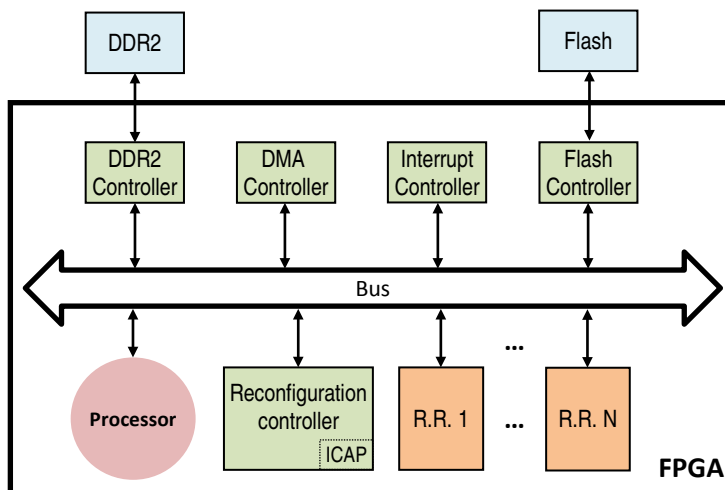 DDR2
Flash
DDR2
Controller
DMA
Controller
Interrupt
Controller
Flash
Controller
Bus
...
Processor
Reconfiguration
controller
ICAP
R.R. 1
...
R.R. N
FPGA